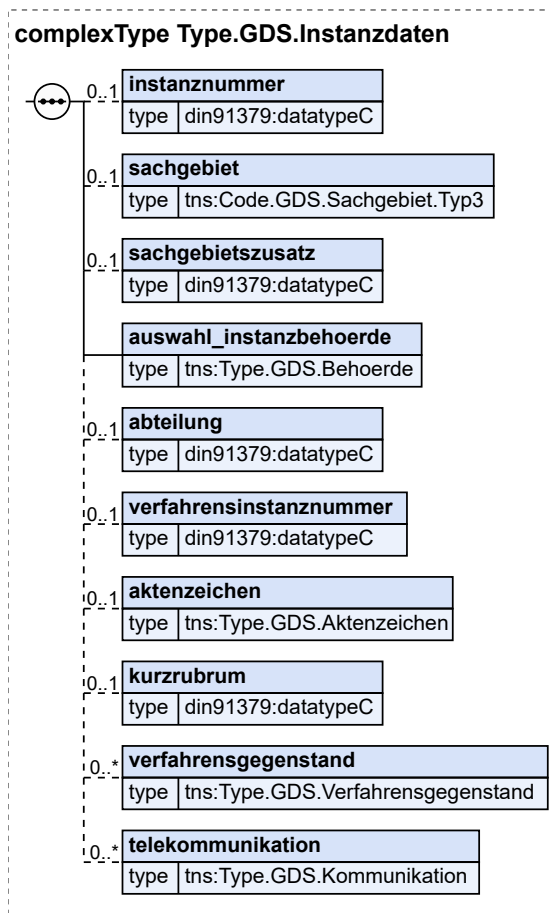 complexType Type.GDS.Instanzdaten
0..1 instanznummer
type din91379:datatypeC
0..1 sachgebiet
type tns:Code.GDS.Sachgebiet.Typ3
0..1 sachgebietszusatz
type din91379:datatypeC
auswahl_instanzbehoerde
type tns:Type.GDS.Behoerde
0..1 abteilung
type din91379:datatypeC
0..1 verfahrensinstanznummer
type din91379:datatypeC
0..1 aktenzeichen
type tns:Type.GDS.Aktenzeichen
0..1 kurzrubrum
type din91379:datatypeC
0..* verfahrensgegenstand
type tns:Type.GDS.Verfahrensgegenstand
0..* telekommunikation
type tns:Type.GDS.Kommunikation